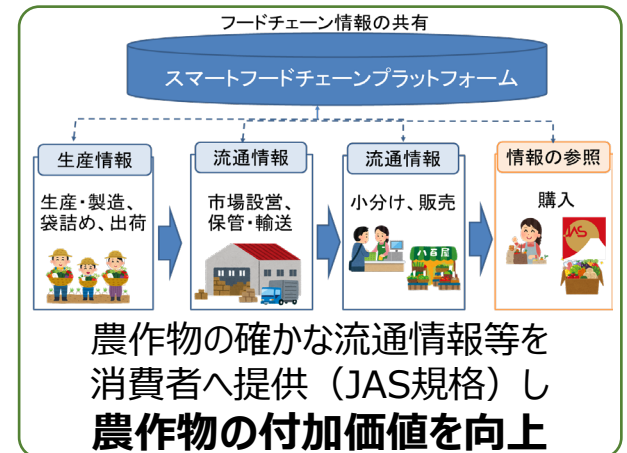 フードチェーン情報の共有
スマートフードチェーンプラットフォーム
生産情報
生産・製造、
袋詰め、出荷
流通情報
市場設営、
保管・輸送
流通情報
小分け、販売
八百屋
情報の参照
購入
JAS
農作物の確かな流通情報等を
消費者へ提供（JAS規格）し
農作物の付加価値を向上